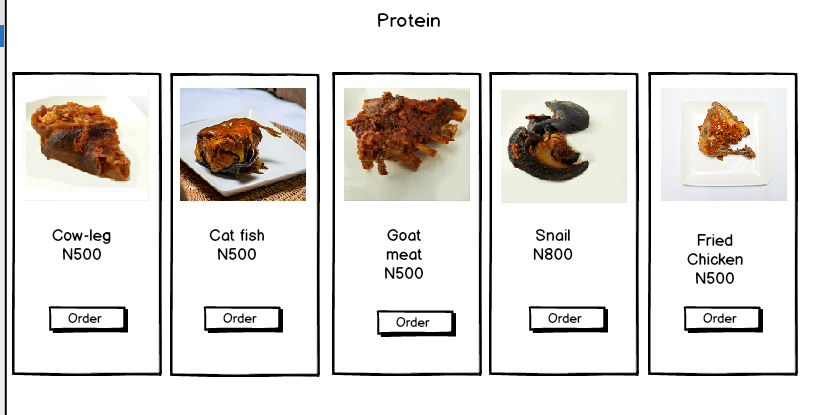 Protein
Cow-leg
N500
Order
Cat fish
N500
Order
Goat
meat
N500
Order
Snail
N800
Order
Fried
Chicken
N500
Order